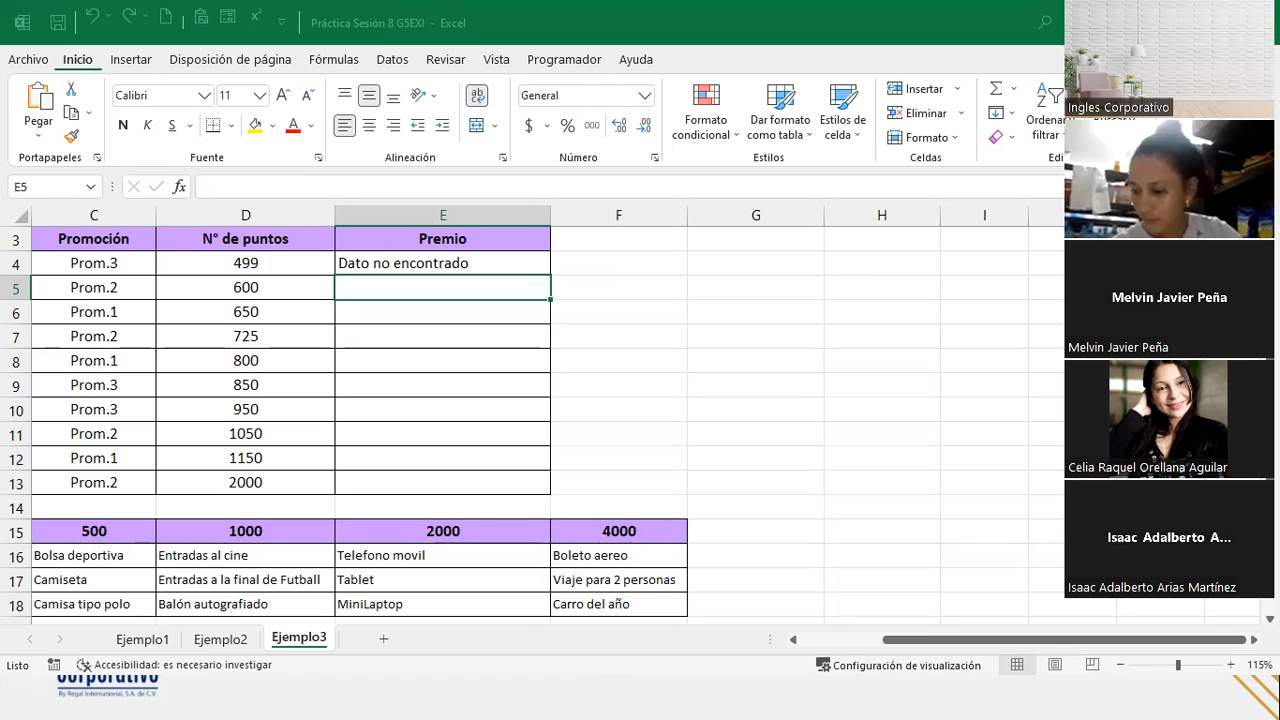 Práctica Sesión 8 G5EXI - Excel
Archivo Inicio Insertar Disposición de página Fórmulas Datos Revisar Vista Programador Ayuda
Pegar
Calibri 11
N K S
General
$ % 000
Formato condicional
Dar formato como tabla
Estilos de celda
Insertar
Eliminar
Formato
Ordenar
filtrar
Portapapeles Fuente Alineación Número Estilos Celdas
E5
fx
C D E F G H I
3 Promoción N° de puntos Premio
4 Prom.3 499 Dato no encontrado
5 Prom.2 600
6 Prom.1 650
7 Prom.2 725
8 Prom.1 800
9 Prom.3 850
10 Prom.3 950
11 Prom.2 1050
12 Prom.1 1150
13 Prom.2 2000
14
15 500 1000 2000 4000
16 Bolsa deportiva Entradas al cine Telefono movil Boleto aereo
17 Camiseta Entradas a la final de Futball Tablet Viaje para 2 personas
18 Camisa tipo polo Balón autografiado MiniLaptop Carro del año
Ejemplo1 Ejemplo2 Ejemplo3
Listo Accesibilidad: es necesario investigar Configuración de visualización 115%
Corporativo
By Regal International, S.A. de C.V.
Ingles Corporativo
Melvin Javier Peña
Melvin Javier Peña
Celia Raquel Orellana Aguilar
Isaac Adalberto A...
Isaac Adalberto Arias Martínez